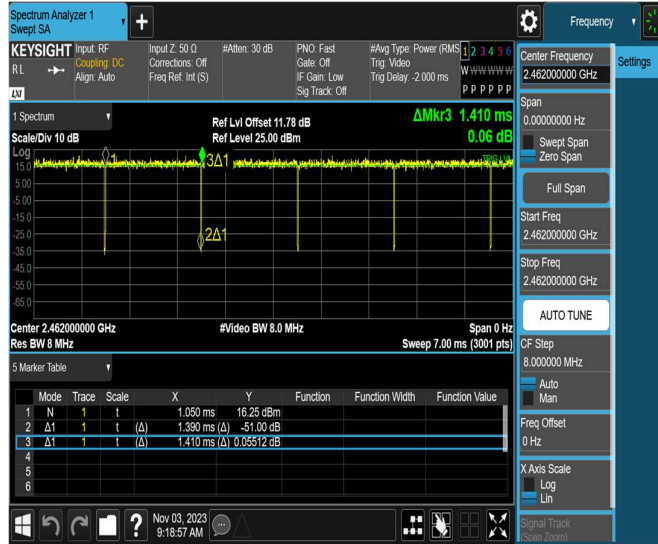 Spectrum Analyzer 1
Swept SA
+
Frequency
KEYSIGHT
RL
LXI
Input: RF
Coupling: DC
Align: Auto
Input Z: 50 Ω
Corrections: Off
Freq Ref: Int (S)
#Atten: 30 dB
PNO: Fast
Gate: Off
IF Gain: Low
Sig Track: Off
#Avg Type: Power (RMS
Trig: Video
Trig Delay: -2.000 ms
1 2 3 4 5 6
W W W W W W
P P P P P P
1 Spectrum
Scale/Div 10 dB
Ref Lvl Offset 11.78 dB
Ref Level 25.00 dBm
ΔMkr3 1.410 ms
0.06 dB
Log
15.0
5.00
-5.00
-15.0
-25.0
-35.0
-45.0
-55.0
-65.0
1
3Δ1
2Δ1
TRIG LVL
Center 2.462000000 GHz
Res BW 8 MHz
#Video BW 8.0 MHz
Span 0 Hz
Sweep 7.00 ms (3001 pts)
5 Marker Table
Mode Trace Scale X Y Function Function Width Function Value
1 N 1 t 1.050 ms 16.25 dBm
2 Δ1 1 t (Δ) 1.390 ms (Δ) -51.00 dB
3 Δ1 1 t (Δ) 1.410 ms (Δ) 0.05512 dB
4
5
6
?
Nov 03, 2023
9:18:57 AM
Center Frequency
2.462000000 GHz
Span
0.00000000 Hz
Swept Span
Zero Span
Full Span
Start Freq
2.462000000 GHz
Stop Freq
2.462000000 GHz
AUTO TUNE
CF Step
8.000000 MHz
Auto
Man
Freq Offset
0 Hz
X Axis Scale
Log
Lin
Signal Track
(Span Zoom)
Settings